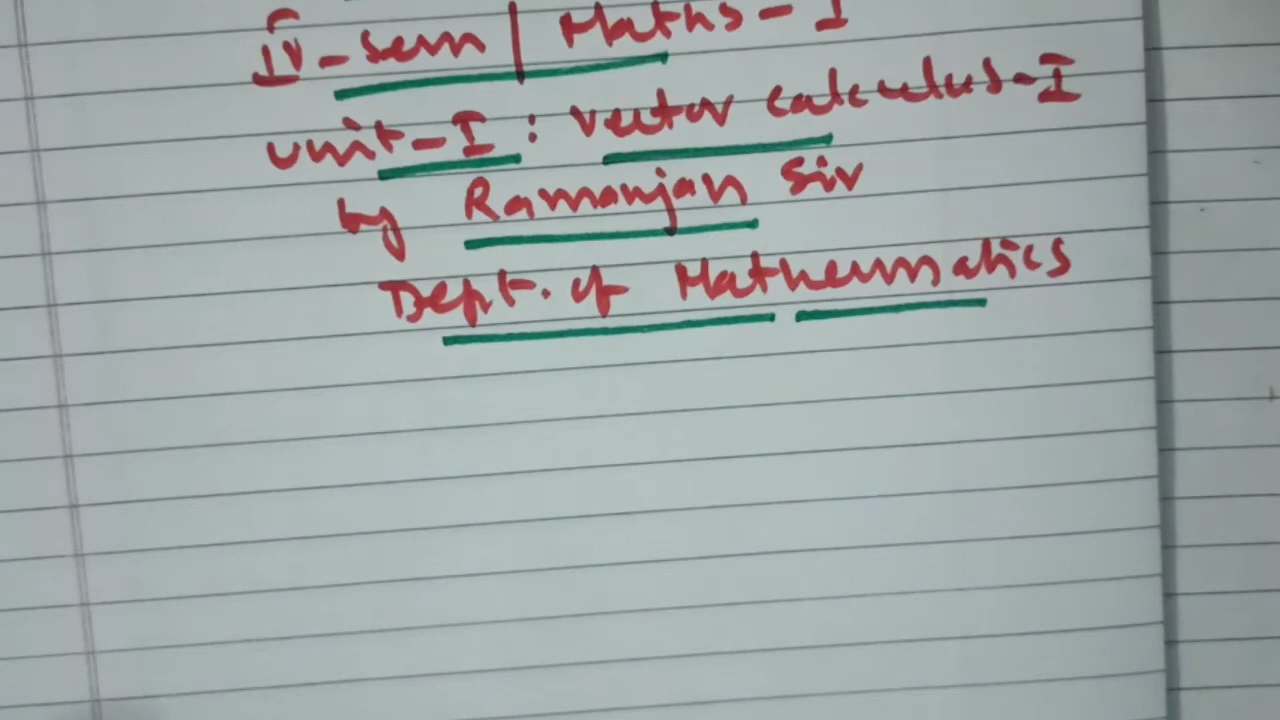 IV-Sem | Maths-I
Unit-I : Vector calculus-I
by Ramanjan Sir
Dept. of Mathematics